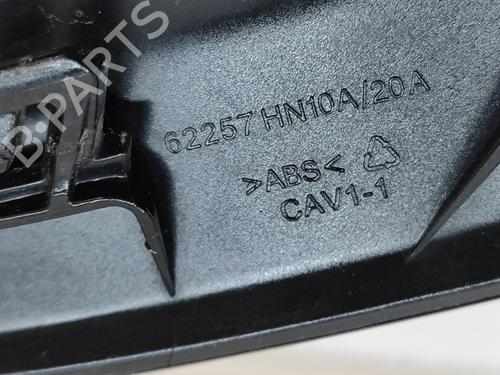 B-PARTS
62257 HN10A/20A
>ABS<
CAV1-1